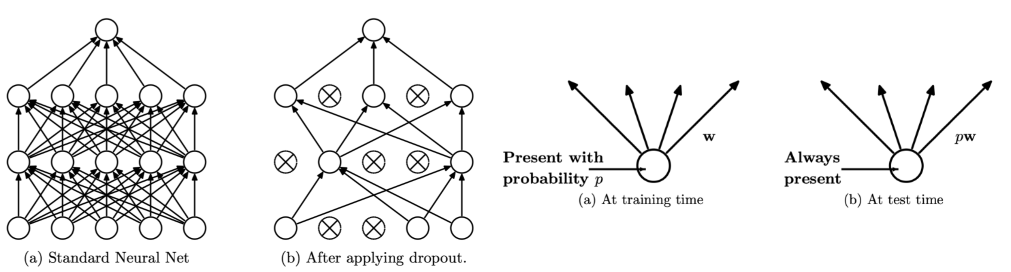 (a) Standard Neural Net
(b) After applying dropout.
Present with
probability p
w
(a) At training time
Always
present
pw
(b) At test time